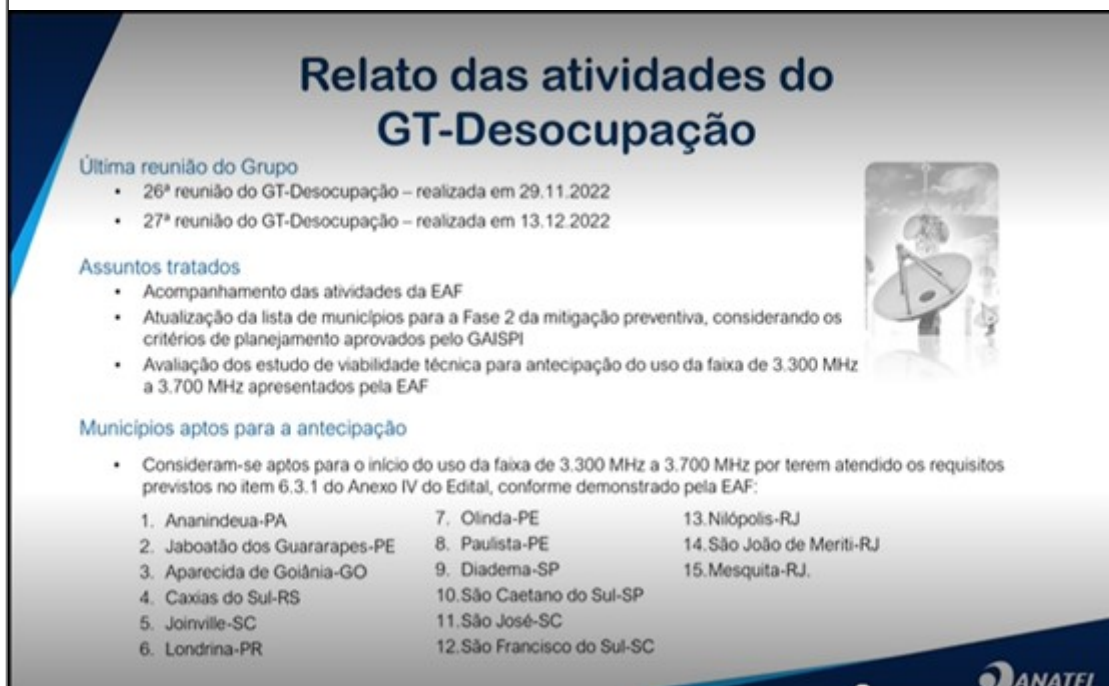 Relato das atividades do
GT-Desocupação
Última reunião do Grupo
• 26ª reunião do GT-Desocupação – realizada em 29.11.2022
• 27ª reunião do GT-Desocupação – realizada em 13.12.2022
Assuntos tratados
• Acompanhamento das atividades da EAF
• Atualização da lista de municípios para a Fase 2 da mitigação preventiva, considerando os
critérios de planejamento aprovados pelo GAISPI
• Avaliação dos estudo de viabilidade técnica para antecipação do uso da faixa de 3.300 MHz
a 3.700 MHz apresentados pela EAF
Municípios aptos para a antecipação
• Consideram-se aptos para o início do uso da faixa de 3.300 MHz a 3.700 MHz por terem atendido os requisitos
previstos no item 6.3.1 do Anexo IV do Edital, conforme demonstrado pela EAF:
1. Ananindeua-PA
2. Jaboatão dos Guararapes-PE
3. Aparecida de Goiânia-GO
4. Caxias do Sul-RS
5. Joinville-SC
6. Londrina-PR
7. Olinda-PE
8. Paulista-PE
9. Diadema-SP
10.São Caetano do Sul-SP
11.São José-SC
12.São Francisco do Sul-SC
13.Nilópolis-RJ
14.São João de Meriti-RJ
15.Mesquita-RJ.
ANATEL